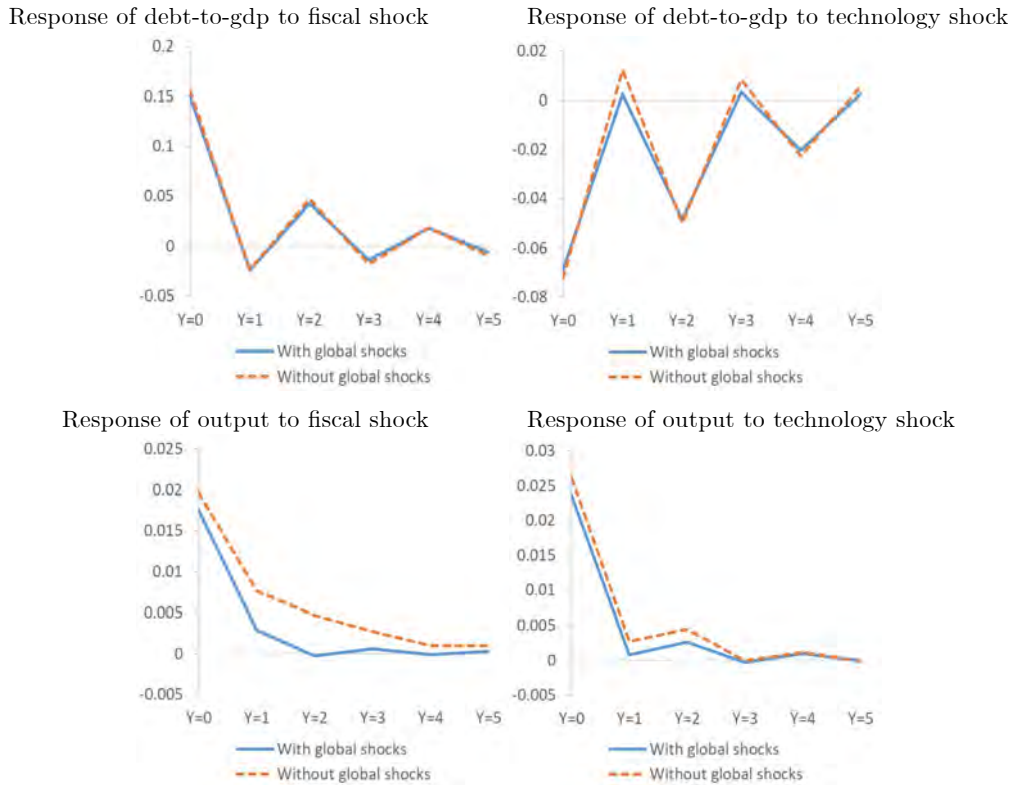 Response of debt-to-gdp to fiscal shock
0.2
0.15
0.1
0.05
0
-0.05
Y=0 Y=1 Y=2 Y=3 Y=4 Y=5
With global shocks
Without global shocks
Response of debt-to-gdp to technology shock
0.02
0
-0.02
-0.04
-0.06
-0.08
Y=0 Y=1 Y=2 Y=3 Y=4 Y=5
With global shocks
Without global shocks
Response of output to fiscal shock
0.025
0.02
0.015
0.01
0.005
0
-0.005
Y=0 Y=1 Y=2 Y=3 Y=4 Y=5
With global shocks
Without global shocks
Response of output to technology shock
0.03
0.025
0.02
0.015
0.01
0.005
0
-0.005
Y=0 Y=1 Y=2 Y=3 Y=4 Y=5
With global shocks
Without global shocks